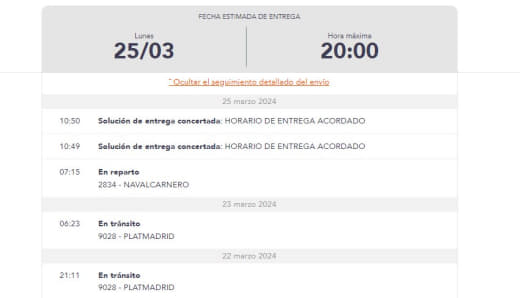 FECHA ESTIMADA DE ENTREGA
Lunes
25/03
Hora máxima
20:00
ˆ Ocultar el seguimiento detallado del envío
25 marzo 2024
10:50 Solución de entrega concertada: HORARIO DE ENTREGA ACORDADO
10:49 Solución de entrega concertada: HORARIO DE ENTREGA ACORDADO
07:15 En reparto
2834 - NAVALCARNERO
23 marzo 2024
06:23 En tránsito
9028 - PLATMADRID
22 marzo 2024
21:11 En tránsito
9028 - PLATMADRID